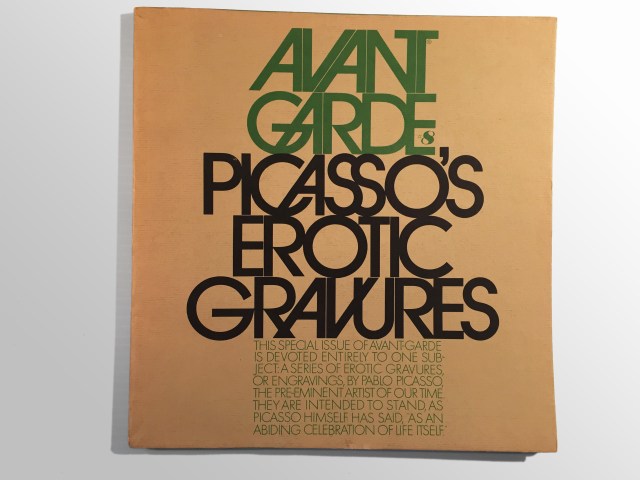 AVANT
GARDE 8
PICASSO'S
EROTIC
GRAVURES
THIS SPECIAL ISSUE OF AVANT-GARDE
IS DEVOTED ENTIRELY TO ONE SUB-
JECT: A SERIES OF EROTIC GRAVURES,
OR ENGRAVINGS, BY PABLO PICASSO,
THE PRE-EMINENT ARTIST OF OUR TIME.
THEY ARE INTENDED TO STAND, AS
PICASSO HIMSELF HAS SAID, "AS AN
ABIDING CELEBRATION OF LIFE ITSELF."